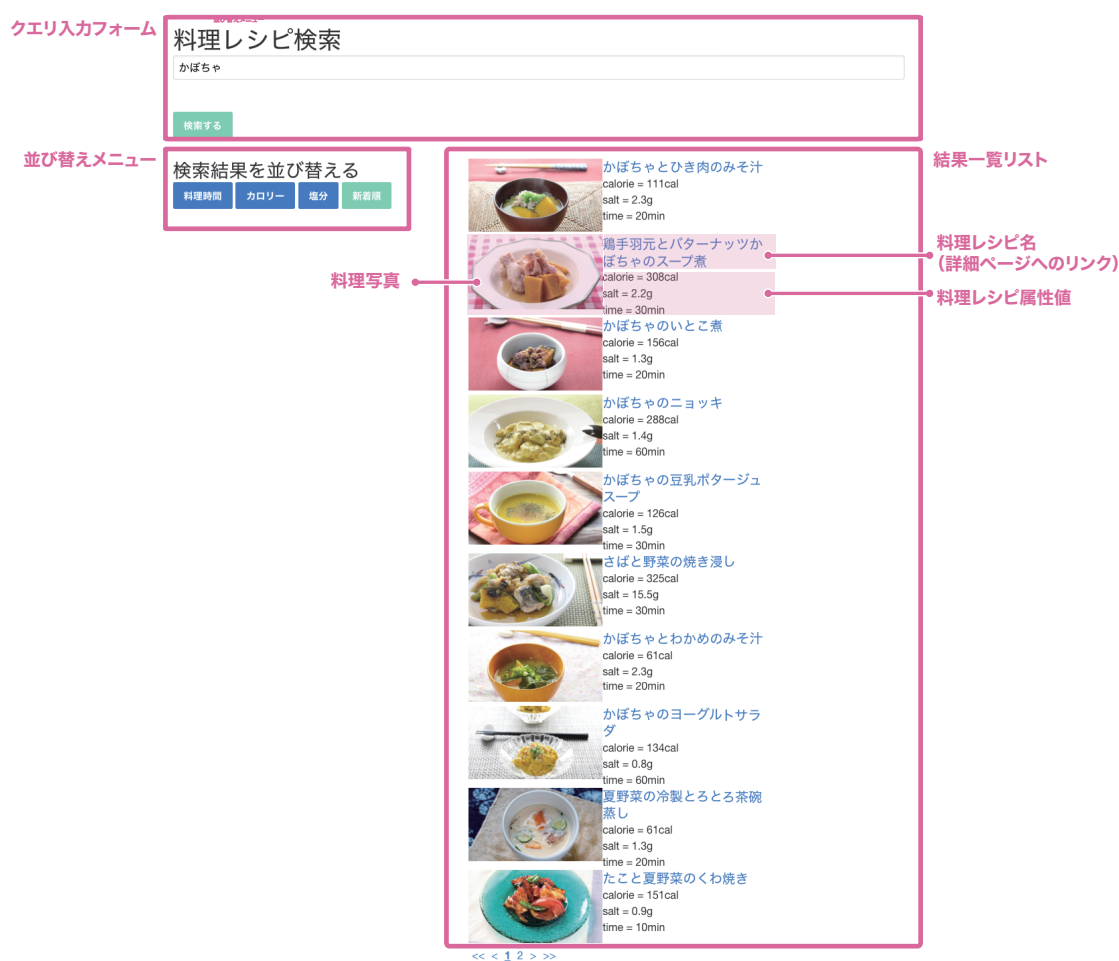 クエリ入力フォーム
並び替えメニュー
料理レシピ検索
かぼちゃ
検索する
並び替えメニュー
検索結果を並び替える
料理時間
カロリー
塩分
新着順
結果一覧リスト
かぼちゃとひき肉のみそ汁
calorie = 111cal
salt = 2.3g
time = 20min
鶏手羽元とバターナッツか
ぼちゃのスープ煮
calorie = 308cal
salt = 2.2g
time = 30min
料理写真
料理レシピ名
(詳細ページへのリンク)
料理レシピ属性値
かぼちゃのいとこ煮
calorie = 156cal
salt = 1.3g
time = 20min
かぼちゃのニョッキ
calorie = 288cal
salt = 1.4g
time = 60min
かぼちゃの豆乳ポタージュ
スープ
calorie = 126cal
salt = 1.5g
time = 30min
さばと野菜の焼き浸し
calorie = 325cal
salt = 15.5g
time = 30min
かぼちゃとわかめのみそ汁
calorie = 61cal
salt = 2.3g
time = 20min
かぼちゃのヨーグルトサラ
ダ
calorie = 134cal
salt = 0.8g
time = 60min
夏野菜の冷製とろとろ茶碗
蒸し
calorie = 61cal
salt = 1.3g
time = 20min
たこと夏野菜のくわ焼き
calorie = 151cal
salt = 0.9g
time = 10min
<< < 1 2 > >>